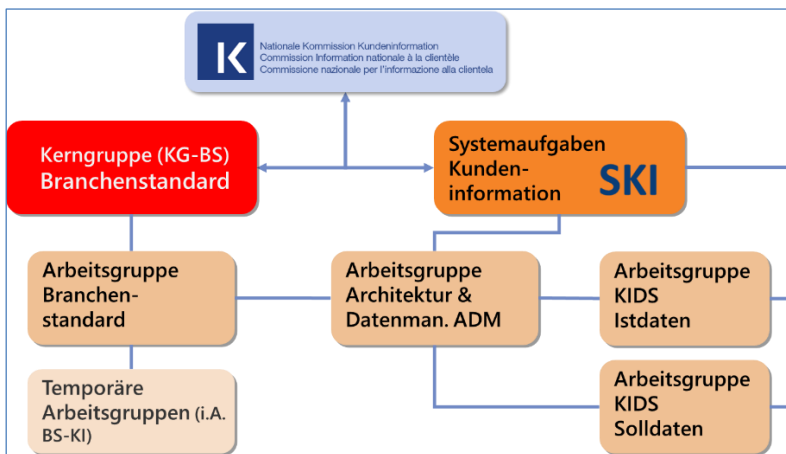 K
Nationale Kommission Kundeninformation
Commission Information nationale à la clientèle
Commissione nazionale per l'informazione alla clientela
Kerngruppe (KG-BS)
Branchenstandard
Systemaufgaben
Kunden-
information
SKI
Arbeitsgruppe
Branchen-
standard
Arbeitsgruppe
Architektur &
Datenman. ADM
Arbeitsgruppe
KIDS
Istdaten
Temporäre
Arbeitsgruppen (i.A.
BS-KI)
Arbeitsgruppe
KIDS
Solldaten